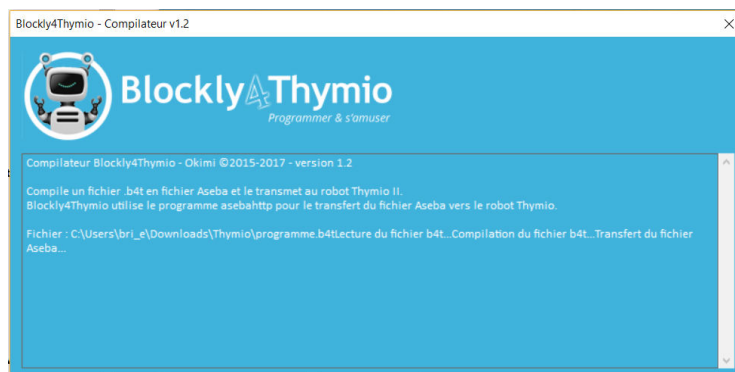 Blockly4Thymio - Compilateur v1.2
Blockly4Thymio
Programmer & s'amuser
Compilateur Blockly4Thymio - Okimi ©2015-2017 - version 1.2
Compile un fichier .b4t en fichier Aseba et le transmet au robot Thymio II.
Blockly4Thymio utilise le programme asebahttp pour le transfert du fichier Aseba vers le robot Thymio.
Fichier : C:\Users\bri_e\Downloads\Thymio\programme.b4tLecture du fichier b4t...Compilation du fichier b4t...Transfert du fichier
Aseba...